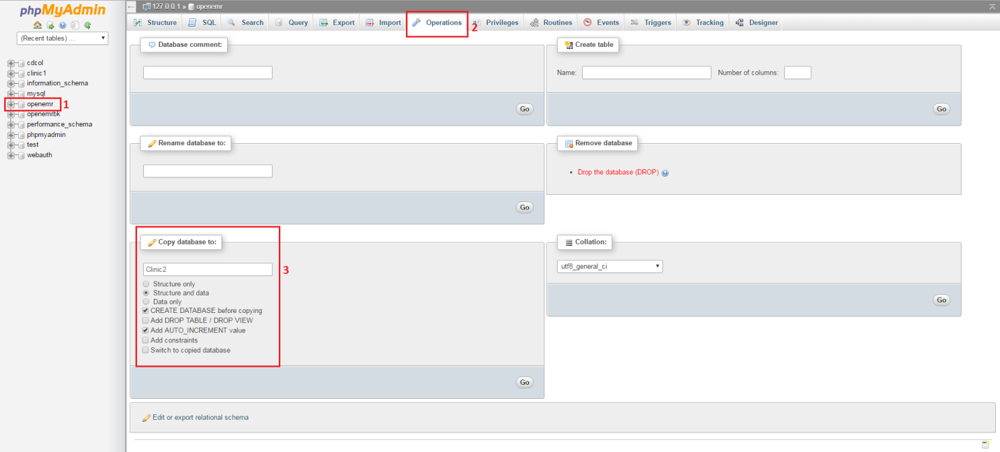 phpMyAdmin
(Recent tables) ...
cdcol
clinic1
information_schema
mysql
openemr 1
openemrbk
performance_schema
phpmyadmin
test
webauth
127.0.0.1 » openemr
Structure SQL Search Query Export Import Operations 2 Privileges Routines Events Triggers Tracking Designer
Database comment:
Go
Create table
Name: Number of columns:
Go
Rename database to:
Go
Remove database
Drop the database (DROP)
Copy database to:
Clinic2 3
Structure only
Structure and data
Data only
CREATE DATABASE before copying
Add DROP TABLE / DROP VIEW
Add AUTO_INCREMENT value
Add constraints
Switch to copied database
Go
Collation:
utf8_general_ci
Go
Edit or export relational schema